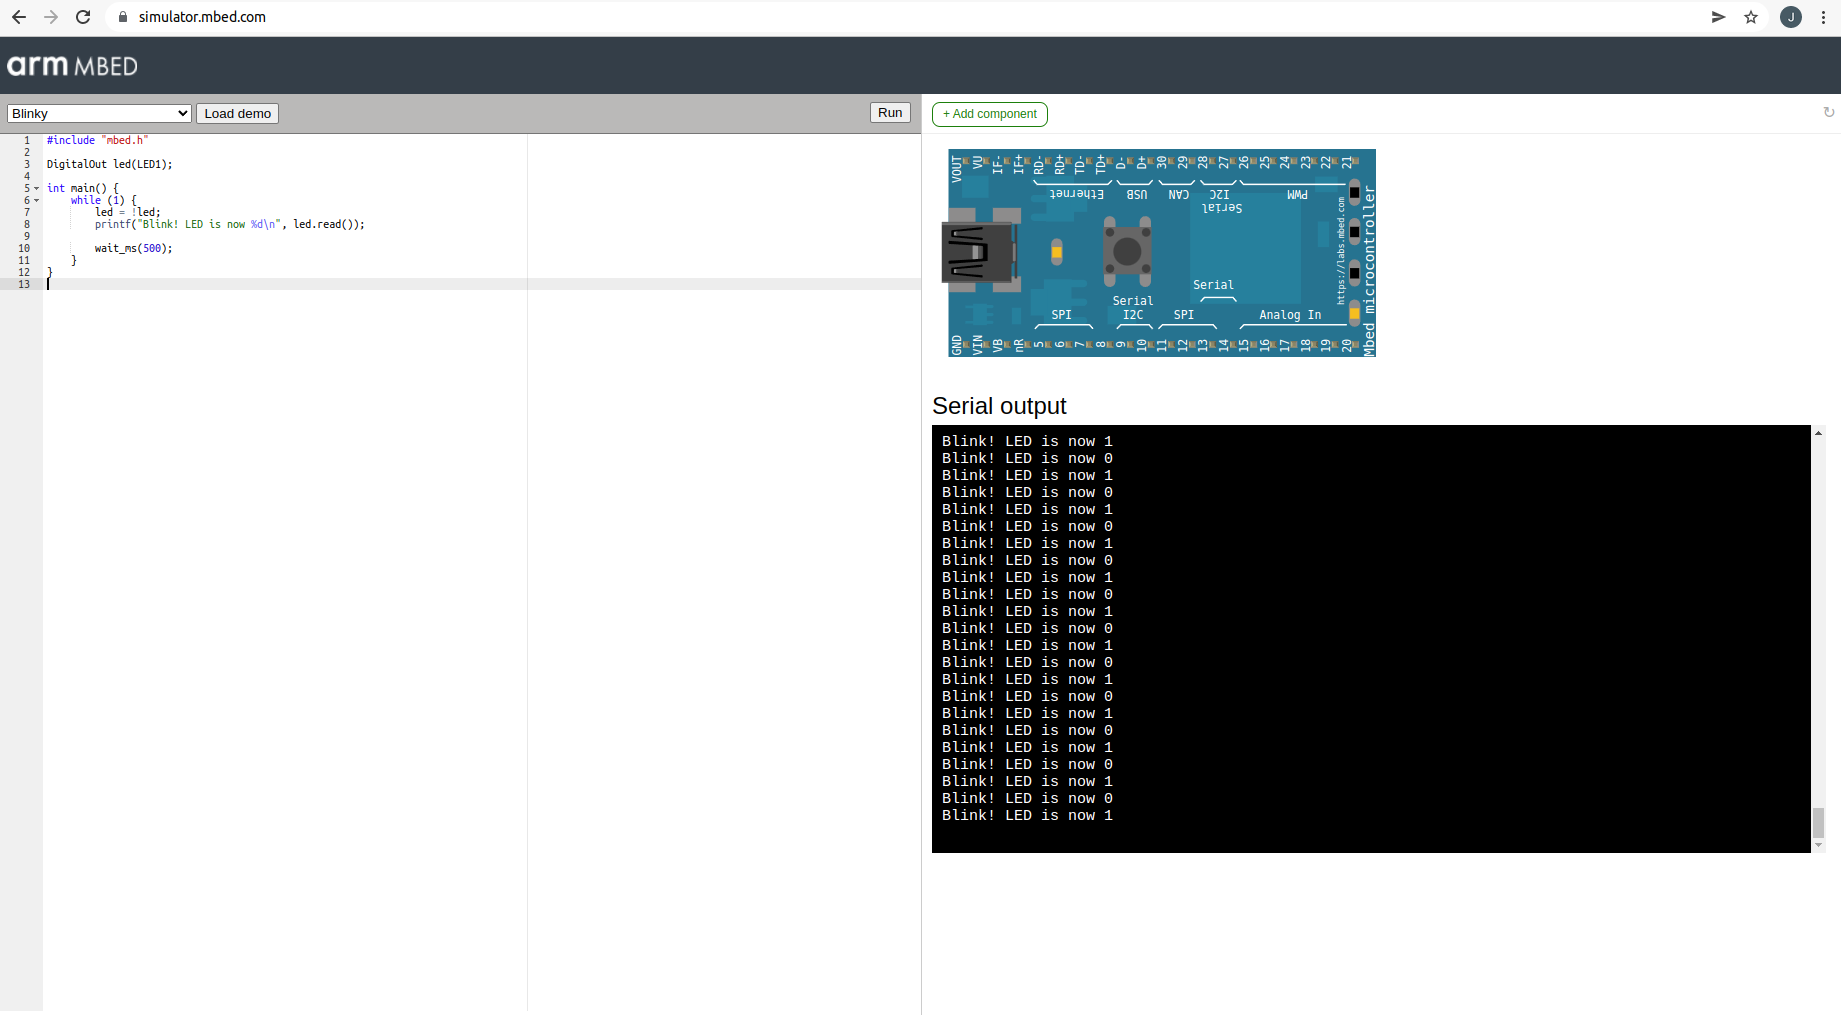 simulator.mbed.com
J
arm MBED
Blinky
Load demo
Run
+ Add component
1 #include "mbed.h"
2
3 DigitalOut led(LED1);
4
5 int main() {
6 while (1) {
7 led = !led;
8 printf("Blink! LED is now %d\n", led.read());
9
10 wait_ms(500);
11 }
12 }
13
VOUT VU IF- IF+ RD- RD+ TD- TD+ D- D+ 30 29 28 27 26 25 24 23 22 21
Ethernet USB CAN I2C PWM
Serial
https://labs.mbed.com
Mbed microcontroller
Serial
Serial
SPI I2C SPI Analog In
GND VIN VB nR 5 6 7 8 9 10 11 12 13 14 15 16 17 18 19 20
Serial output
Blink! LED is now 1
Blink! LED is now 0
Blink! LED is now 1
Blink! LED is now 0
Blink! LED is now 1
Blink! LED is now 0
Blink! LED is now 1
Blink! LED is now 0
Blink! LED is now 1
Blink! LED is now 0
Blink! LED is now 1
Blink! LED is now 0
Blink! LED is now 1
Blink! LED is now 0
Blink! LED is now 1
Blink! LED is now 0
Blink! LED is now 1
Blink! LED is now 0
Blink! LED is now 1
Blink! LED is now 0
Blink! LED is now 1
Blink! LED is now 0
Blink! LED is now 1